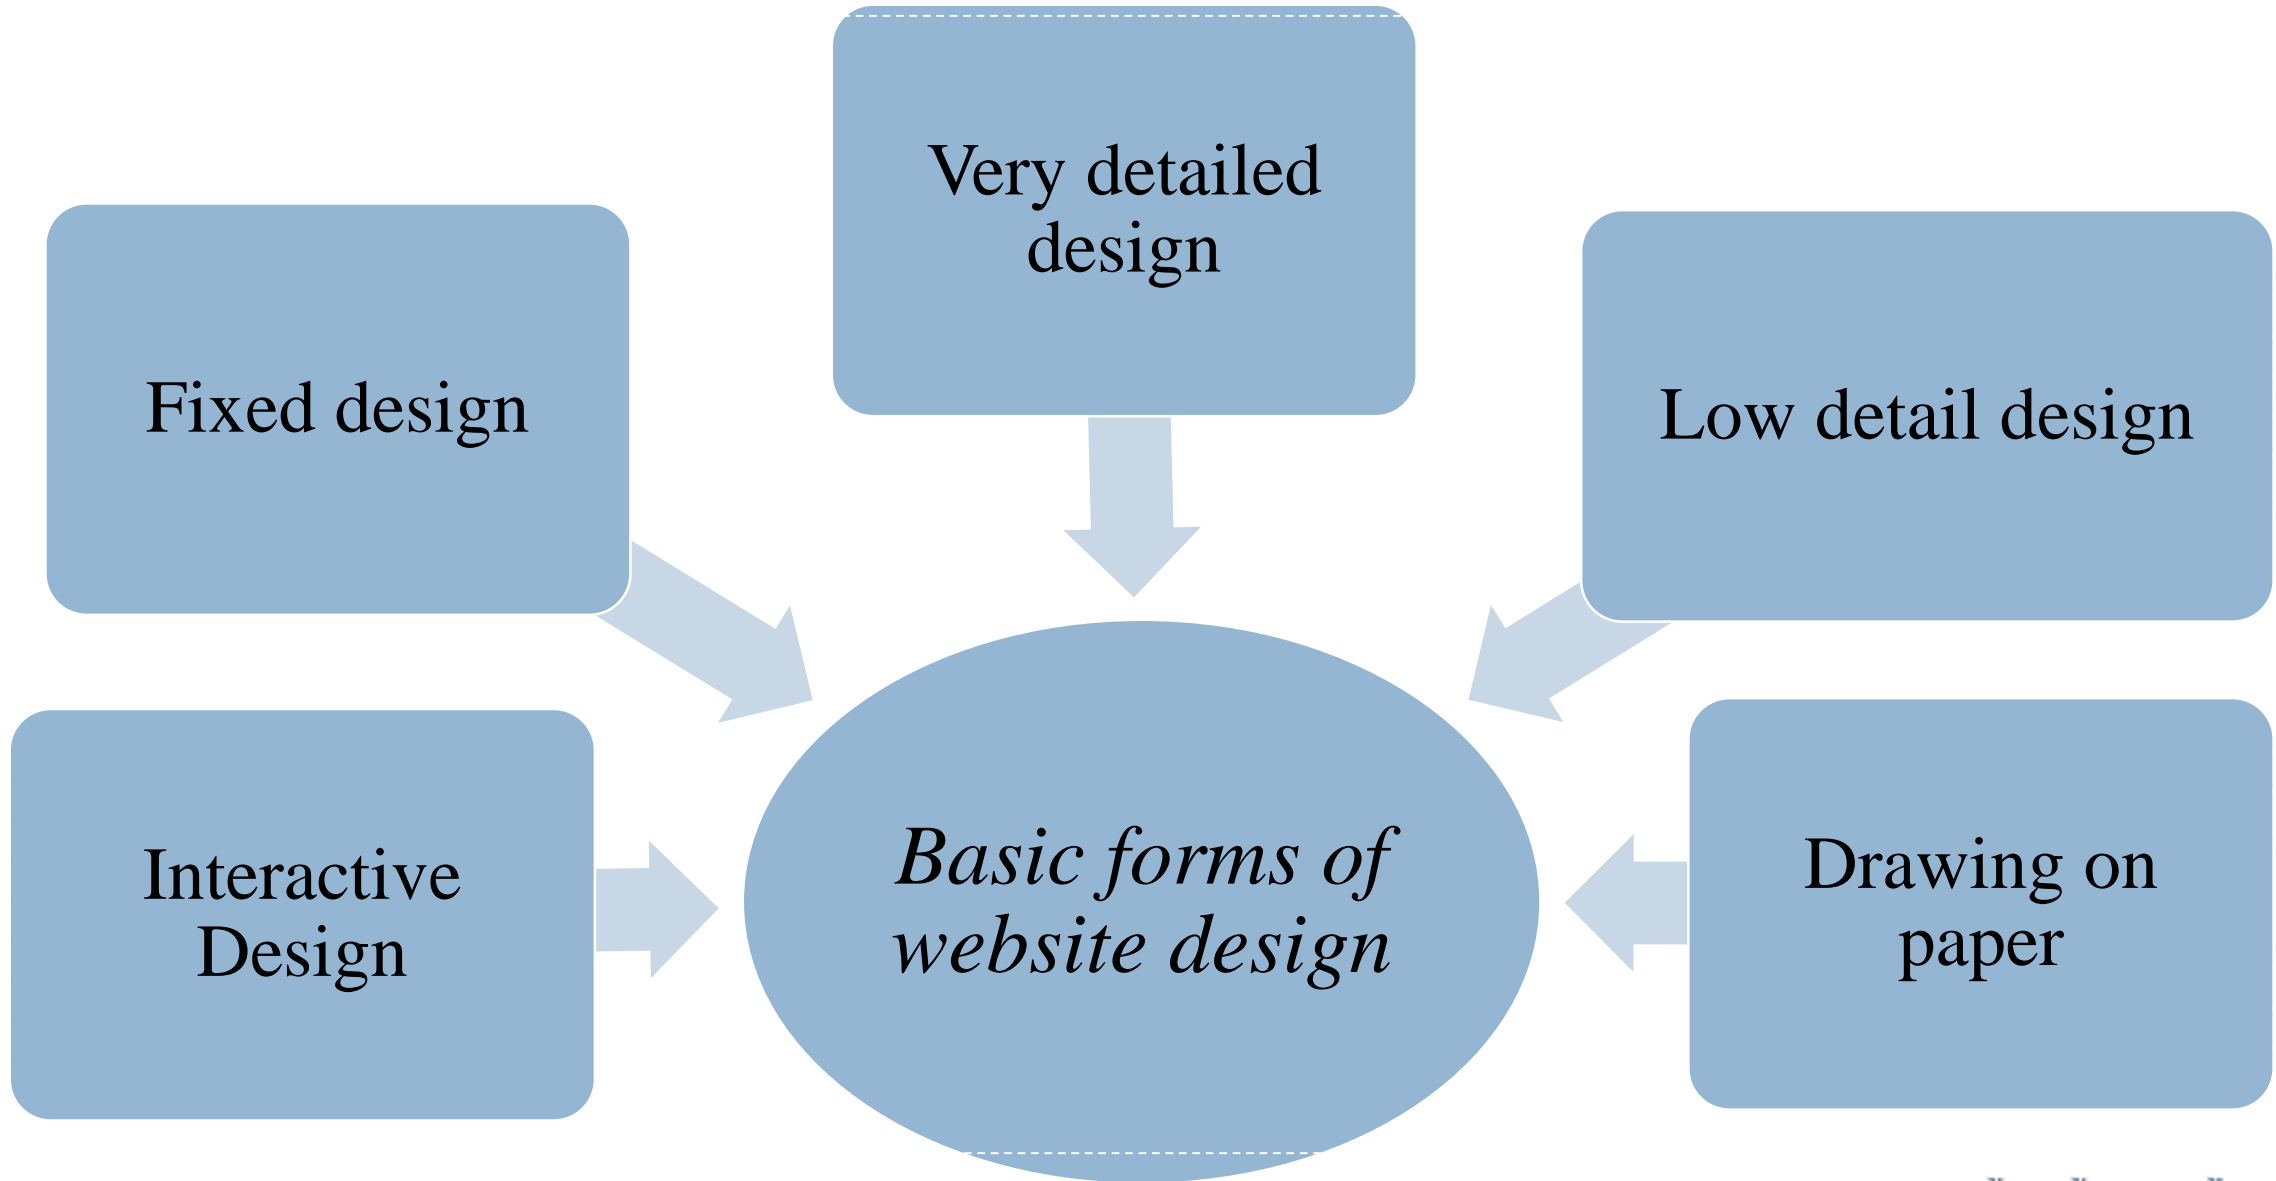 Very detailed
design
Fixed design
Low detail design
Interactive
Design
Basic forms of
website design
Drawing on
paper